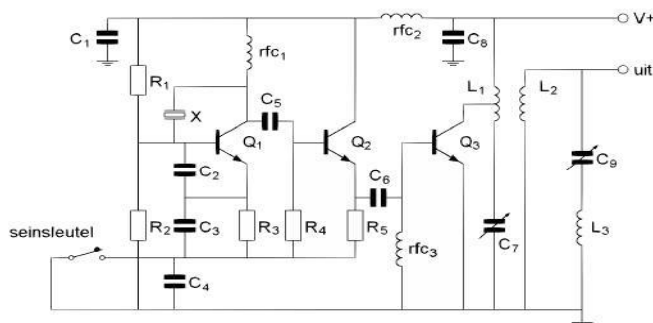 V+
C1
rfc1
rfc2
C8
uit
R1
L1
L2
X
C5
Q1
Q2
Q3
C9
C2
C6
R2
C3
R3
R4
R5
rfc3
C7
L3
seinsleutel
C4